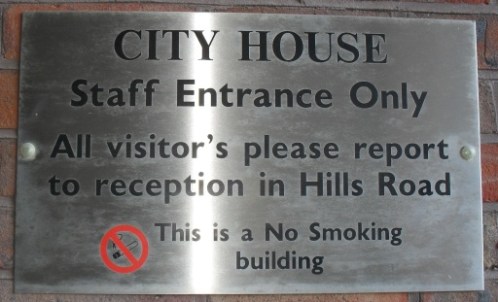 CITY HOUSE
Staff Entrance Only
All visitor's please report
to reception in Hills Road
This is a No Smoking
building